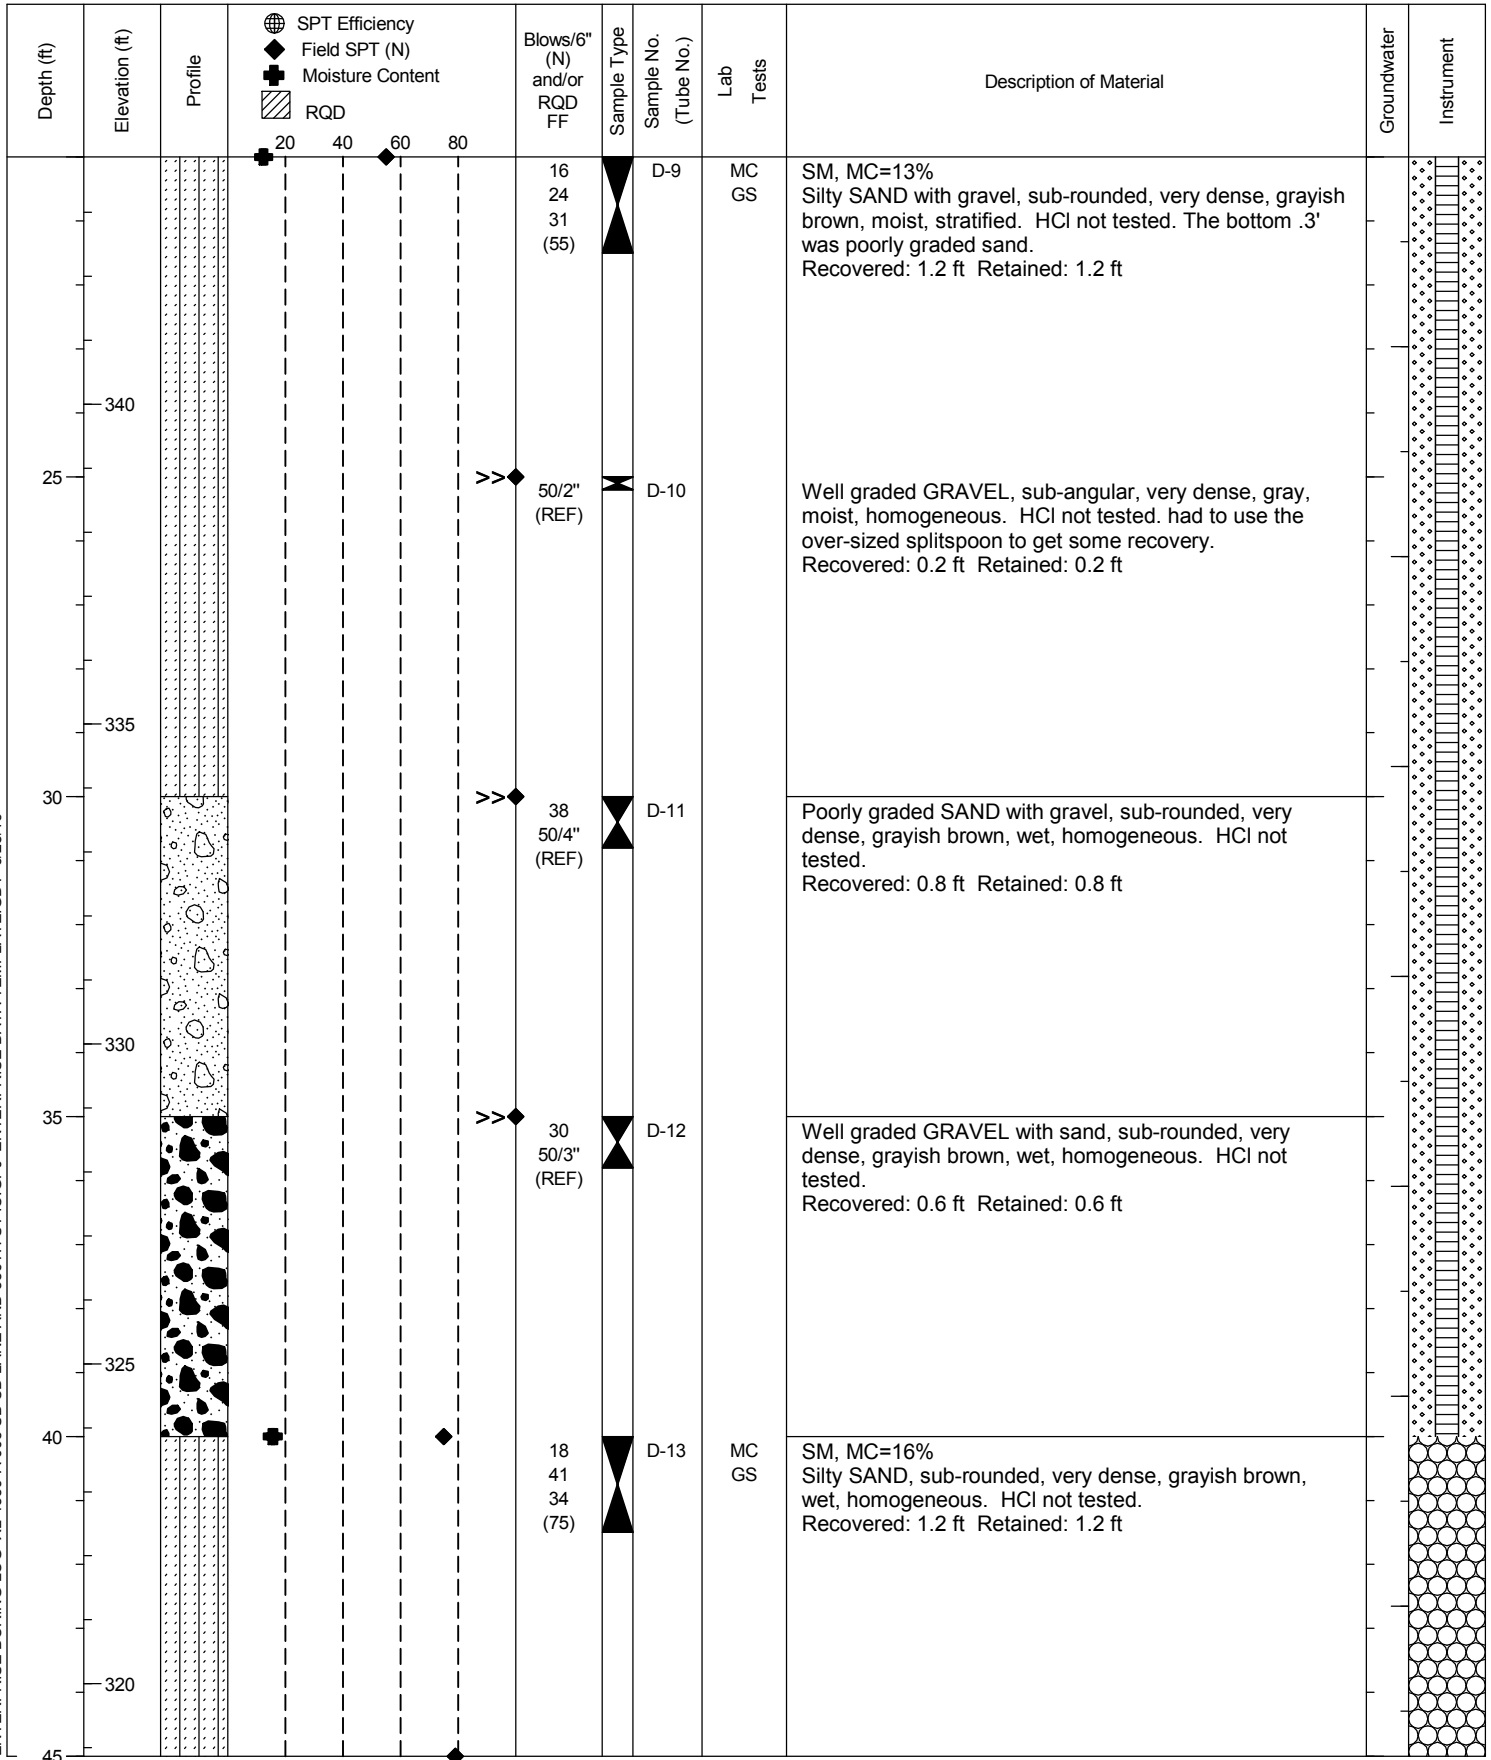 Depth (ft)
Elevation (ft)
Profile
SPT Efficiency
Field SPT (N)
Moisture Content
RQD
20 40 60 80
Blows/6"
(N)
and/or
RQD
FF
Sample Type
Sample No.
(Tube No.)
Lab
Tests
Description of Material
Groundwater
Instrument
16
24
31
(55)
D-9
MC
GS
SM, MC=13%
Silty SAND with gravel, sub-rounded, very dense, grayish
brown, moist, stratified. HCl not tested. The bottom .3'
was poorly graded sand.
Recovered: 1.2 ft Retained: 1.2 ft
340
25
>>
50/2"
(REF)
D-10
Well graded GRAVEL, sub-angular, very dense, gray,
moist, homogeneous. HCl not tested. had to use the
over-sized splitspoon to get some recovery.
Recovered: 0.2 ft Retained: 0.2 ft
335
30
>>
38
50/4"
(REF)
D-11
Poorly graded SAND with gravel, sub-rounded, very
dense, grayish brown, wet, homogeneous. HCl not
tested.
Recovered: 0.8 ft Retained: 0.8 ft
330
35
>>
30
50/3"
(REF)
D-12
Well graded GRAVEL with sand, sub-rounded, very
dense, grayish brown, wet, homogeneous. HCl not
tested.
Recovered: 0.6 ft Retained: 0.6 ft
325
40
18
41
34
(75)
D-13
MC
GS
SM, MC=16%
Silty SAND, sub-rounded, very dense, grayish brown,
wet, homogeneous. HCl not tested.
Recovered: 1.2 ft Retained: 1.2 ft
320
45